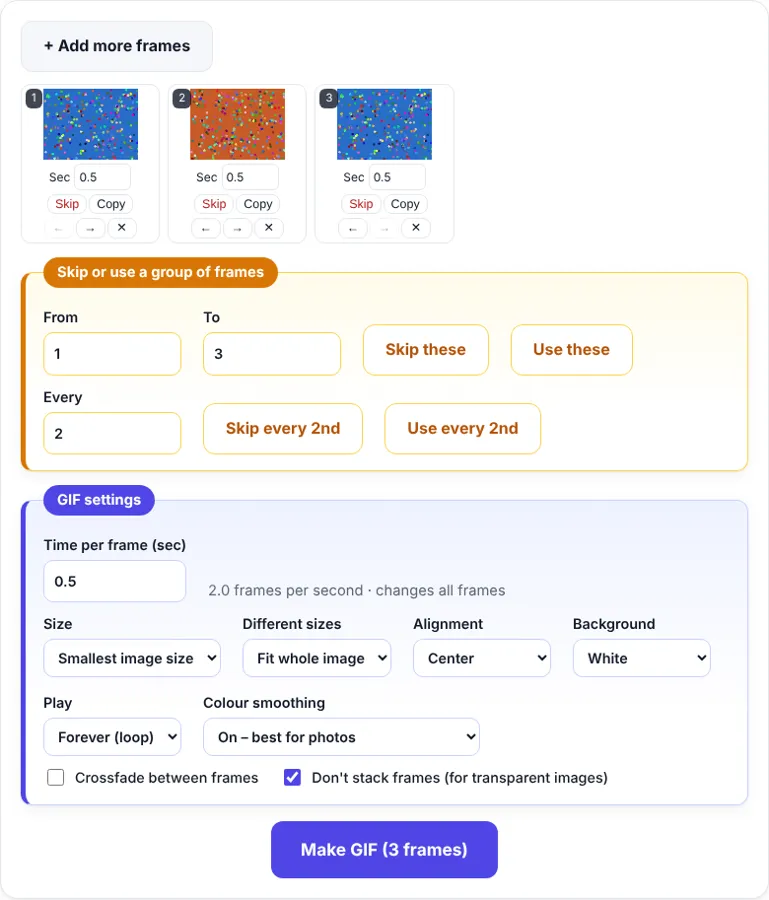 + Add more frames
1 2 3
Sec 0.5 Sec 0.5 Sec 0.5
Skip Copy Skip Copy Skip Copy
← → ✕ ← → ✕ ← → ✕
Skip or use a group of frames
From To
1 3 Skip these Use these
Every
2 Skip every 2nd Use every 2nd
GIF settings
Time per frame (sec)
0.5 2.0 frames per second · changes all frames
Size Different sizes Alignment Background
Smallest image size Fit whole image Center White
Play Colour smoothing
Forever (loop) On – best for photos
Crossfade between frames Don't stack frames (for transparent images)
Make GIF (3 frames)